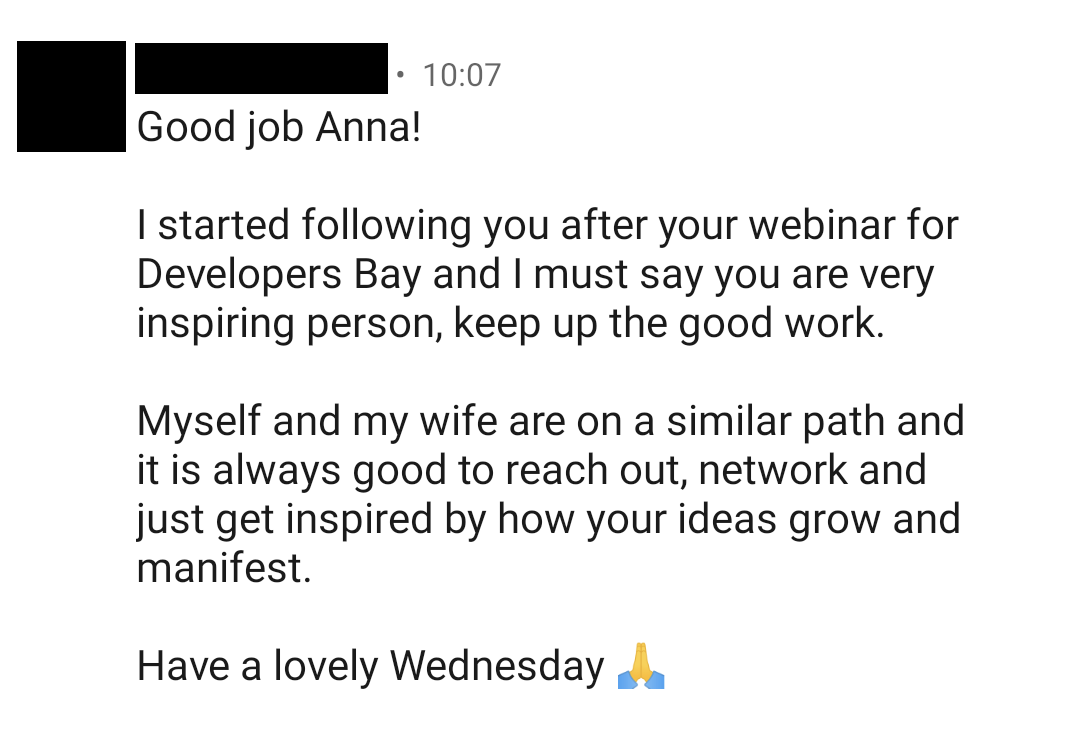 • 10:07
Good job Anna!
I started following you after your webinar for
Developers Bay and I must say you are very
inspiring person, keep up the good work.
Myself and my wife are on a similar path and
it is always good to reach out, network and
just get inspired by how your ideas grow and
manifest.
Have a lovely Wednesday 🙏